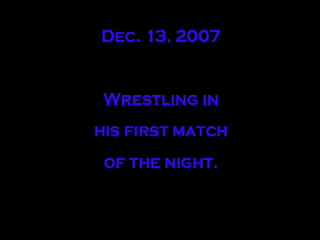 Dec. 13, 2007
Wrestling in
his first match
of the night.